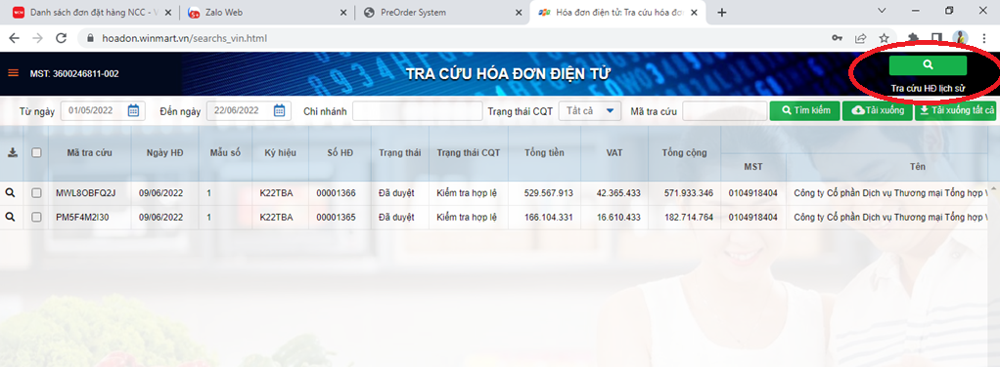 WCM Danh sách đơn đặt hàng NCC - V Zalo Web PreOrder System Hóa đơn điện tử: Tra cứu hóa đơn
hoadon.winmart.vn/searchs_vin.html
MST: 3600246811-002 TRA CỨU HÓA ĐƠN ĐIỆN TỬ
Tra cứu HĐ lịch sử
Từ ngày 01/05/2022 Đến ngày 22/06/2022 Chi nhánh Trạng thái CQT Tất cả Mã tra cứu Tìm kiếm Tải xuống Tải xuống tất cả
Mã tra cứu Ngày HĐ Mẫu số Ký hiệu Số HĐ Trạng thái Trạng thái CQT Tổng tiền VAT Tổng cộng
MST Tên
MWL8OBFQ2J 09/06/2022 1 K22TBA 00001366 Đã duyệt Kiểm tra hợp lệ 529.567.913 42.365.433 571.933.346 0104918404 Công ty Cổ phần Dịch vụ Thương mại Tổng hợp
PM5F4M2I30 09/06/2022 1 K22TBA 00001365 Đã duyệt Kiểm tra hợp lệ 166.104.331 16.610.433 182.714.764 0104918404 Công ty Cổ phần Dịch vụ Thương mại Tổng hợp